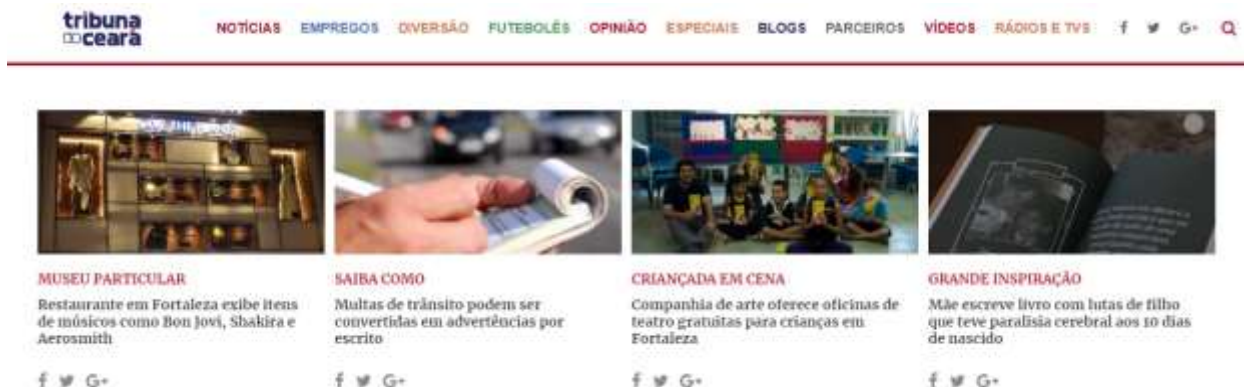 tribuna
do ceará
NOTÍCIAS EMPREGOS DIVERSÃO FUTEBOLÊS OPINIÃO ESPECIAIS BLOGS PARCEIROS VÍDEOS RÁDIOS E TVS f G+
MUSEU PARTICULAR
Restaurante em Fortaleza exibe itens
de músicos como Bon Jovi, Shakira e
Aerosmith
f G+
SAIBA COMO
Multas de trânsito podem ser
convertidas em advertências por
escrito
f G+
CRIANÇADA EM CENA
Companhia de arte oferece oficinas de
teatro gratuitas para crianças em
Fortaleza
f G+
GRANDE INSPIRAÇÃO
Mãe escreve livro com lutas de filho
que teve paralisia cerebral aos 10 dias
de nascido
f G+